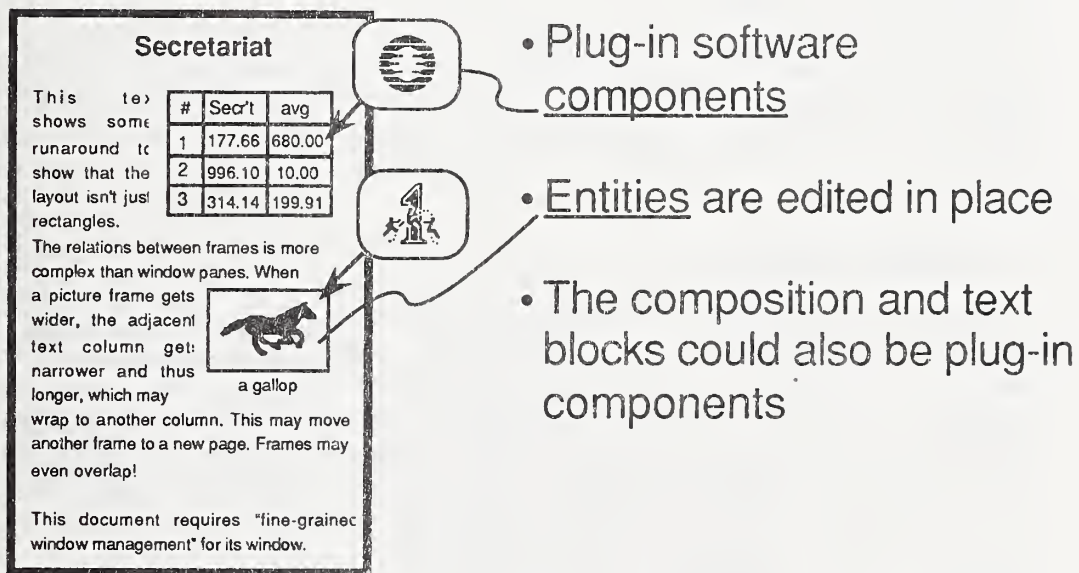 Secretariat
This tex
shows some
runaround to
show that the
layout isn't just
rectangles.
# Secr't avg
1 177.66 680.00
2 996.10 10.00
3 314.14 199.91
The relations between frames is more
complex than window panes. When
a picture frame gets
wider, the adjacent
text column gets
narrower and thus
longer, which may
a gallop
wrap to another column. This may move
another frame to a new page. Frames may
even overlap!
This document requires "fine-grained
window management" for its window.
1
• Plug-in software
components
• Entities are edited in place
• The composition and text
blocks could also be plug-in
components